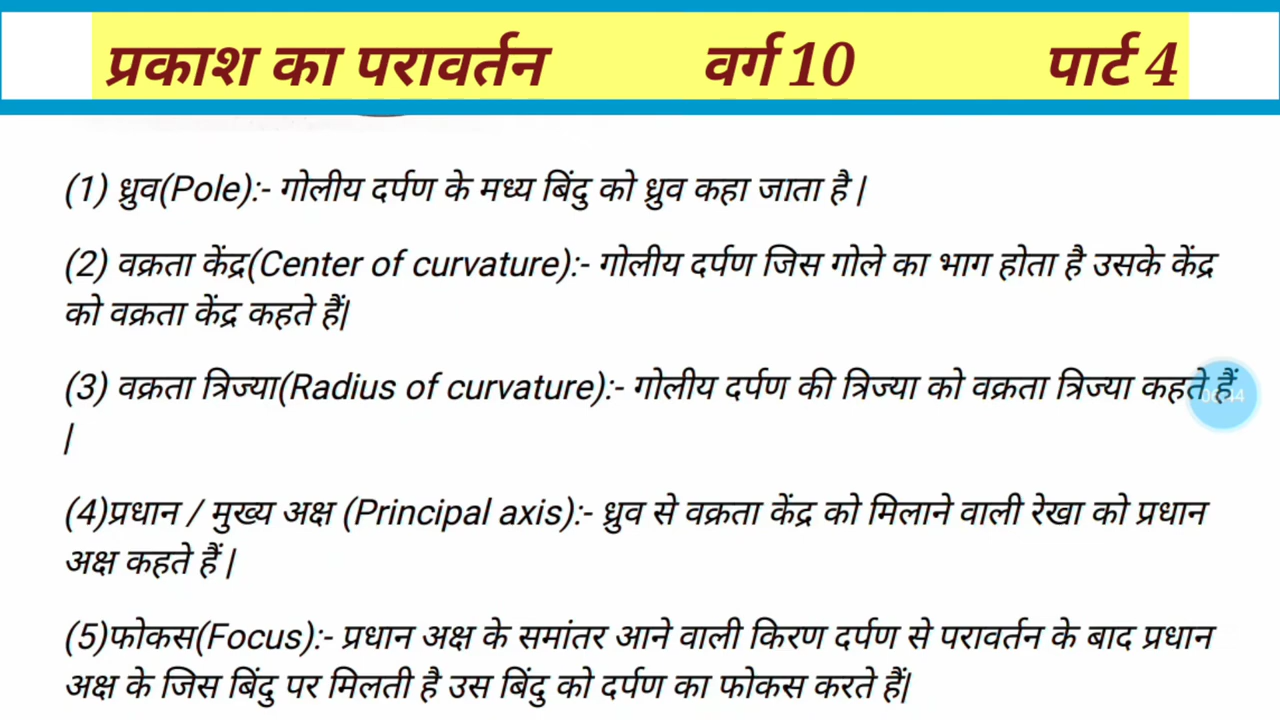 प्रकाश का परावर्तन वर्ग 10 पार्ट 4
(1) ध्रुव(Pole):- गोलीय दर्पण के मध्य बिंदु को ध्रुव कहा जाता है |
(2) वक्रता केंद्र(Center of curvature):- गोलीय दर्पण जिस गोले का भाग होता है उसके केंद्र
को वक्रता केंद्र कहते हैं|
(3) वक्रता त्रिज्या(Radius of curvature):- गोलीय दर्पण की त्रिज्या को वक्रता त्रिज्या कहते हैं
|
06:44
(4)प्रधान / मुख्य अक्ष (Principal axis):- ध्रुव से वक्रता केंद्र को मिलाने वाली रेखा को प्रधान
अक्ष कहते हैं |
(5)फोकस(Focus):- प्रधान अक्ष के समांतर आने वाली किरण दर्पण से परावर्तन के बाद प्रधान
अक्ष के जिस बिंदु पर मिलती है उस बिंदु को दर्पण का फोकस करते हैं|